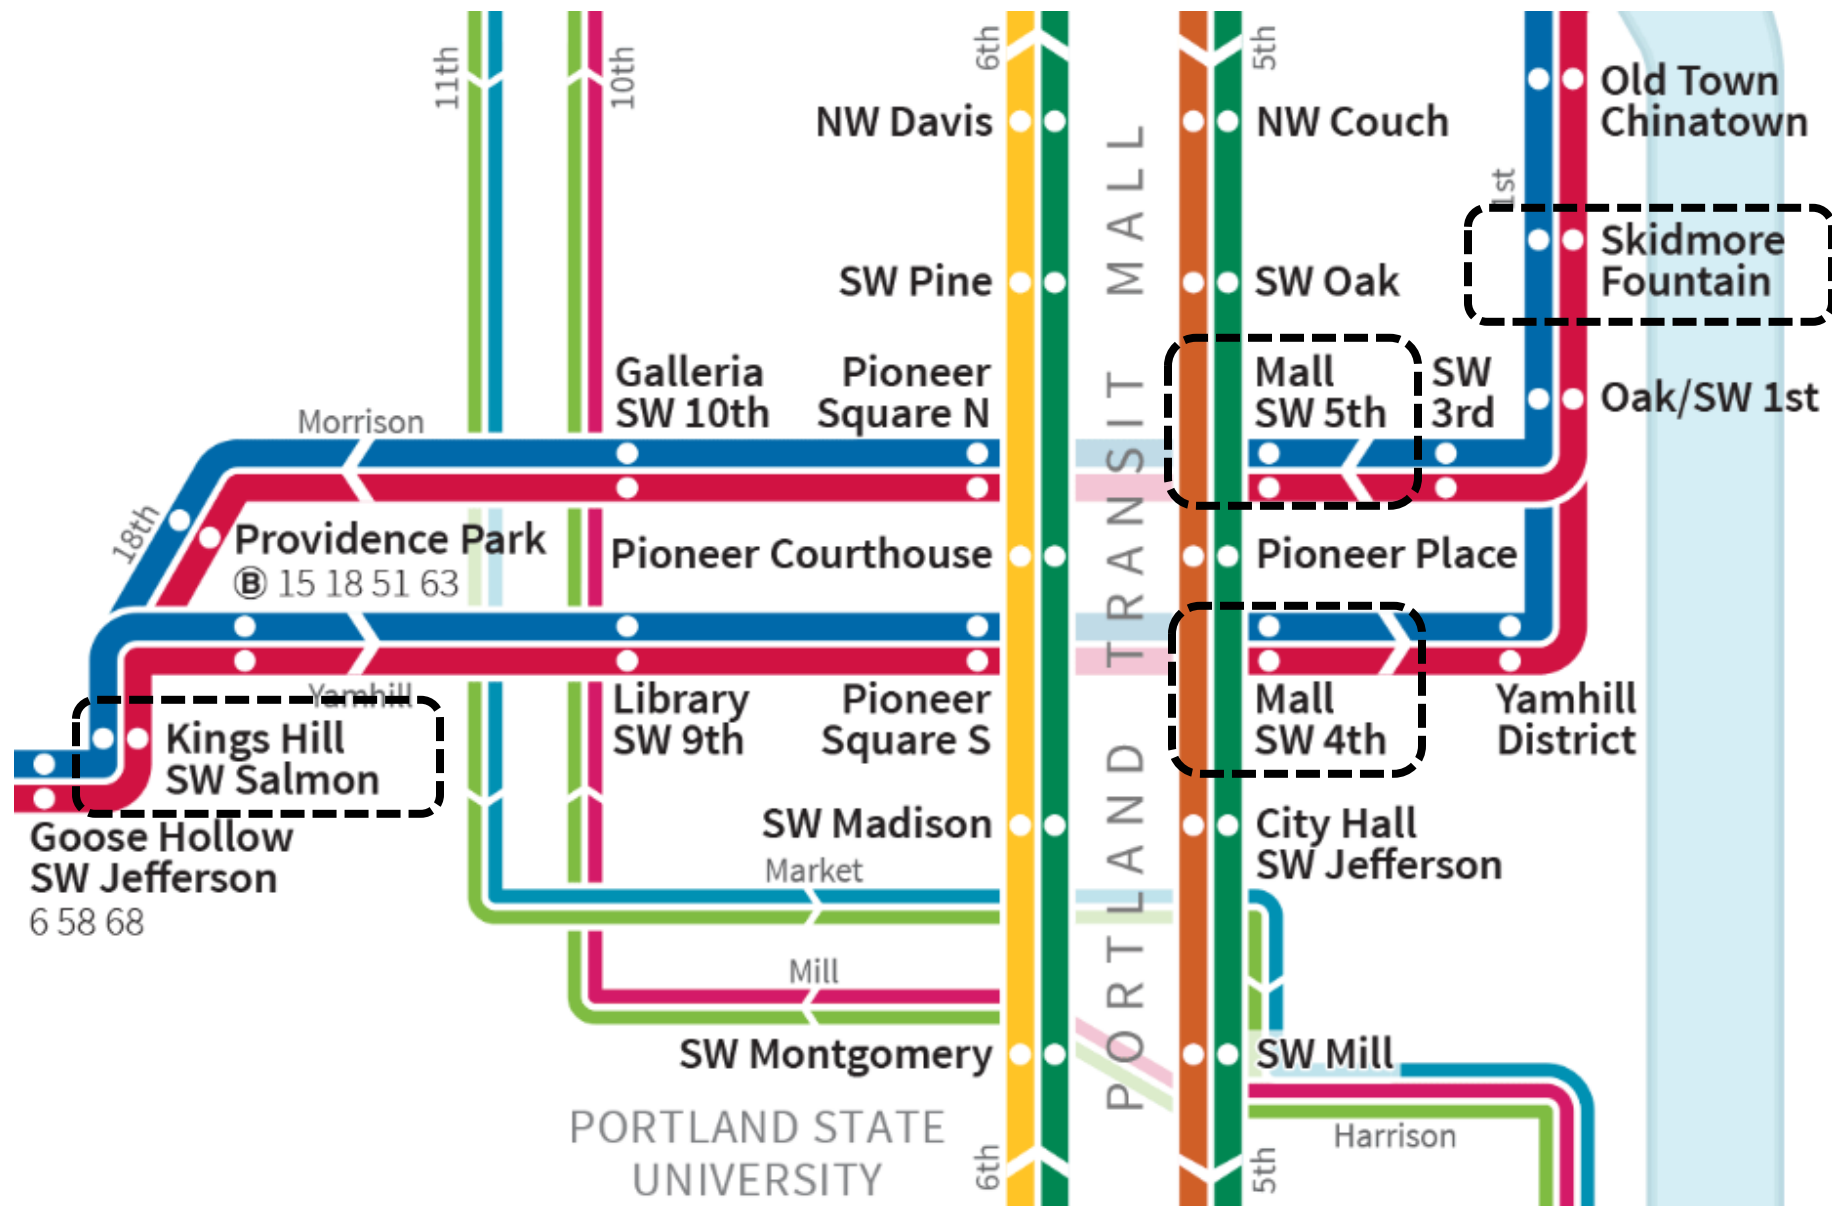 11th
10th
6th
5th
Old Town
Chinatown
NW Davis
NW Couch
1st
Skidmore
Fountain
SW Pine
SW Oak
Galleria
SW 10th
Pioneer
Square N
Mall
SW 5th
SW
3rd
Oak/SW 1st
Morrison
18th
Providence Park
B 15 18 51 63
Pioneer Courthouse
Pioneer Place
PORTLAND TRANSIT MALL
Yamhill
Kings Hill
SW Salmon
Library
SW 9th
Pioneer
Square S
Mall
SW 4th
Yamhill
District
Goose Hollow
SW Jefferson
6 58 68
SW Madison
City Hall
SW Jefferson
Market
Mill
SW Montgomery
SW Mill
Harrison
PORTLAND STATE
UNIVERSITY
6th
5th